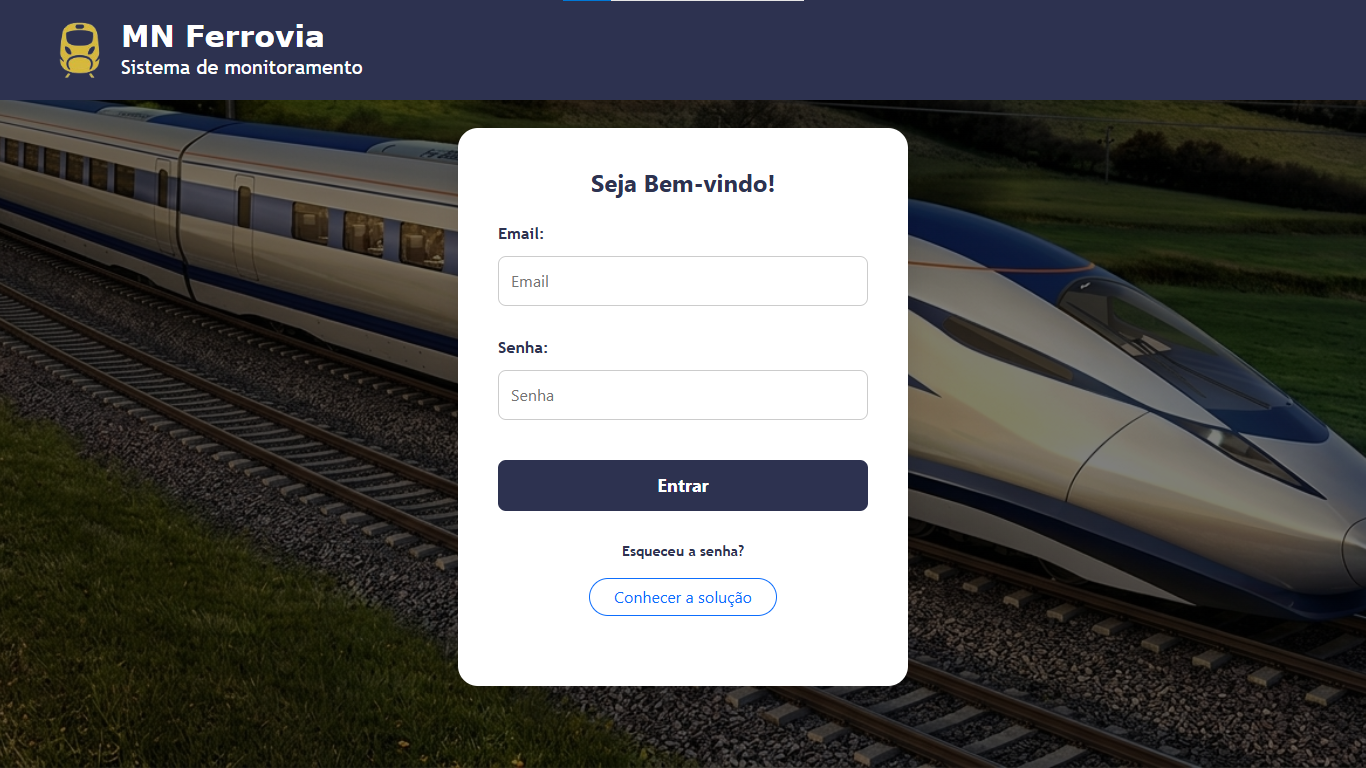 MN Ferrovia
Sistema de monitoramento
Seja Bem-vindo!
Email:
Email
Senha:
Senha
Entrar
Esqueceu a senha?
Conhecer a solução